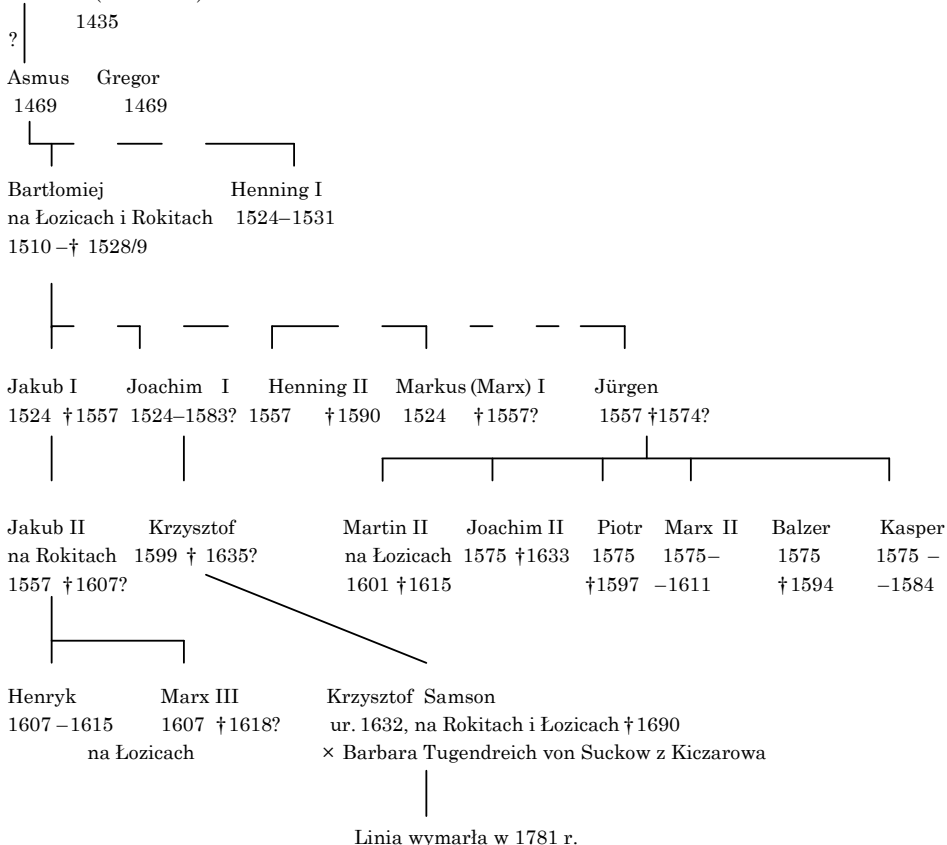 1435
?
Asmus Gregor
1469 1469
Bartłomiej Henning I
na Łozicach i Rokitach 1524–1531
1510 –† 1528/9
Jakub I Joachim I Henning II Markus (Marx) I Jürgen
1524 †1557 1524–1583? 1557 †1590 1524 †1557? 1557 †1574?
Jakub II Krzysztof Martin II Joachim II Piotr Marx II Balzer Kasper
na Rokitach 1599 † 1635? na Łozicach 1575 †1633 1575 1575– 1575 1575 –
1557 †1607? 1601 †1615 †1597 –1611 †1594 –1584
Henryk Marx III Krzysztof Samson
1607 –1615 1607 †1618? ur. 1632, na Rokitach i Łozicach †1690
na Łozicach × Barbara Tugendreich von Suckow z Kiczarowa
Linia wymarła w 1781 r.